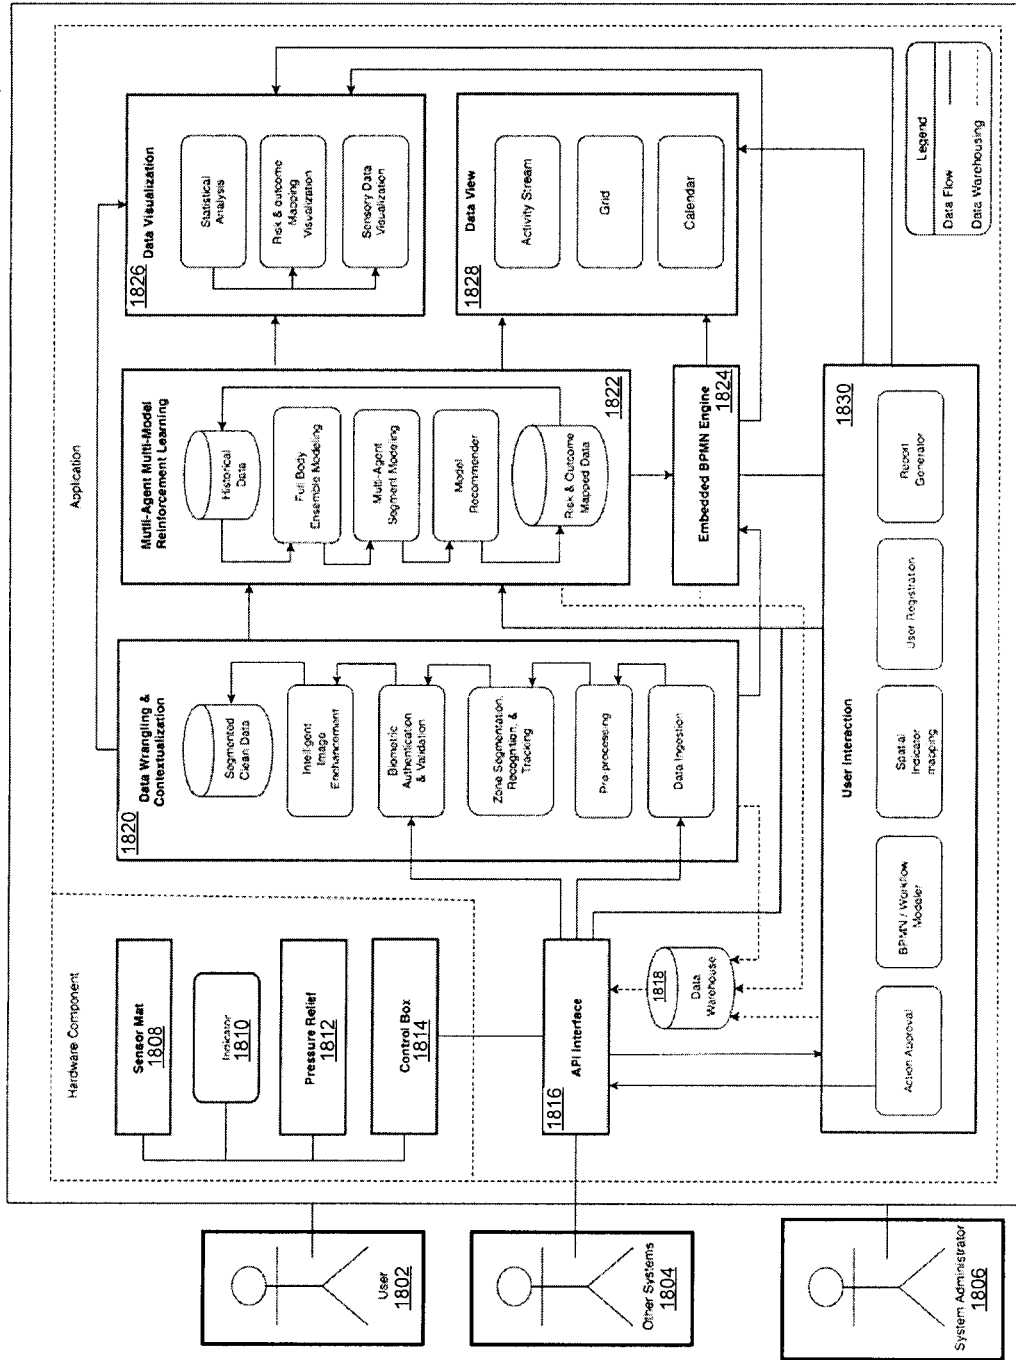 Application
Hardware Component
Sensor Mat
1808
Indicator
1810
Pressure Relief
1812
Control Box
1814
User
1802
Other Systems
1804
System Administrator
1806
API Interface
1816
1818
Data
Warehouse
1820
Data Wrangling &
Contextualization
Segmented
Clean Data
Intelligent
Image
Enchancement
Biometric
Authentication
& Validation
Zone Segmentation,
Recogntion, &
Tracking
Pre-processing
Data Ingestion
Mutli-Agent Multi-Model
Reinforcement Learning
1822
Historical
Data
Full Body
Ensemble Modeling
Multi-Agent
Segment Modeling
Model
Recommender
Risk & Outcome
Mapped Data
Embedded BPMN Engine
1824
1826
Data Visualization
Statistical
Analysis
Risk & outcome
Mapping
Visualization
Sensory Data
Visualization
1828
Data View
Activity Stream
Grid
Calendar
User Interaction
1830
Action Approval
BPMN / Workflow
Modeler
Spatial
Indicator
mapping
User Registration
Report
Generator
Legend
Data Flow
Data Warehousing